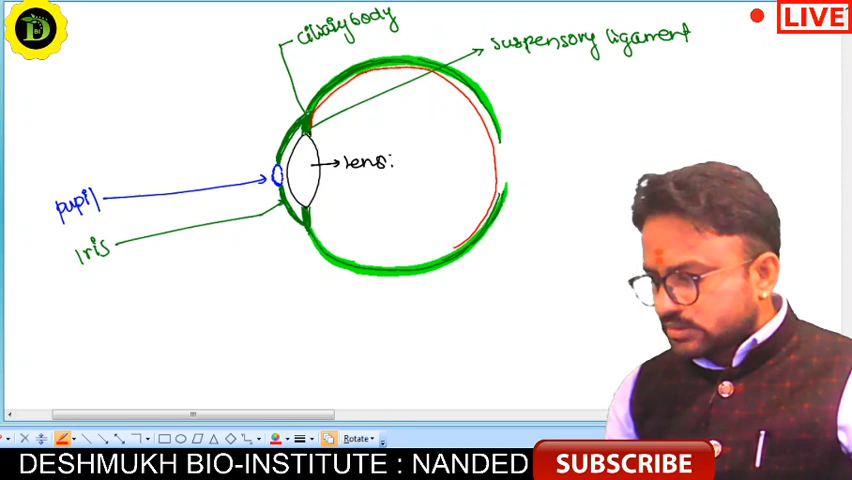 D
LIVE
ciliary body
suspensory ligament
lens:
pupil
Iris
Rotate
DESHMUKH BIO-INSTITUTE : NANDED
SUBSCRIBE